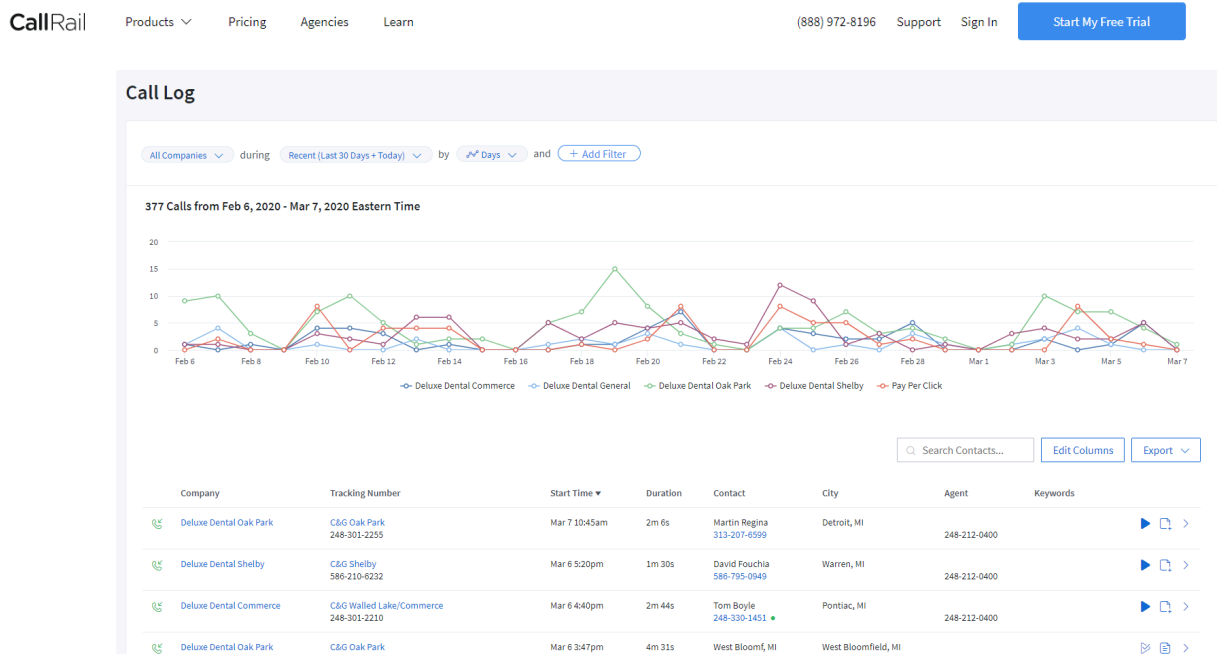 CallRail Products Pricing Agencies Learn (888) 972-8196 Support Sign In Start My Free Trial
Call Log
All Companies during Recent (Last 30 Days + Today) by Days and + Add Filter
377 Calls from Feb 6, 2020 - Mar 7, 2020 Eastern Time
20
15
10
5
0
Feb 6 Feb 8 Feb 10 Feb 12 Feb 14 Feb 16 Feb 18 Feb 20 Feb 22 Feb 24 Feb 26 Feb 28 Mar 1 Mar 3 Mar 5 Mar 7
Deluxe Dental Commerce Deluxe Dental General Deluxe Dental Oak Park Deluxe Dental Shelby Pay Per Click
Search Contacts... Edit Columns Export
Company Tracking Number Start Time Duration Contact City Agent Keywords
Deluxe Dental Oak Park C&G Oak Park Mar 7 10:45am 2m 6s Martin Regina Detroit, MI
248-301-2255 313-207-6599 248-212-0400
Deluxe Dental Shelby C&G Shelby Mar 6 5:20pm 1m 30s David Fouchia Warren, MI
586-210-6232 586-795-0949 248-212-0400
Deluxe Dental Commerce C&G Walled Lake/Commerce Mar 6 4:40pm 2m 44s Tom Boyle Pontiac, MI
248-301-2210 248-330-1451 248-212-0400
Deluxe Dental Oak Park C&G Oak Park Mar 6 3:47pm 4m 31s West Bloomf, MI West Bloomfield, MI